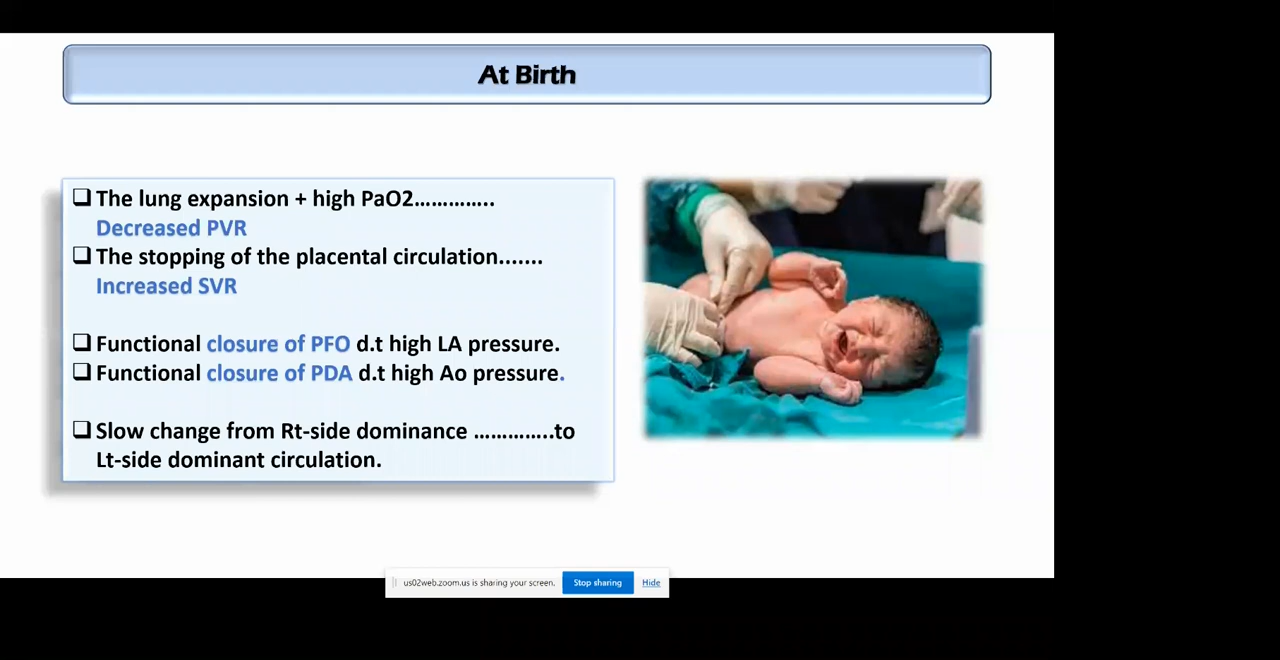 At Birth
❑ The lung expansion + high PaO2…………..
Decreased PVR
❑ The stopping of the placental circulation.......
Increased SVR
❑ Functional closure of PFO d.t high LA pressure.
❑ Functional closure of PDA d.t high Ao pressure.
❑ Slow change from Rt-side dominance …………..to
Lt-side dominant circulation.
us02web.zoom.us is sharing your screen. Stop sharing Hide